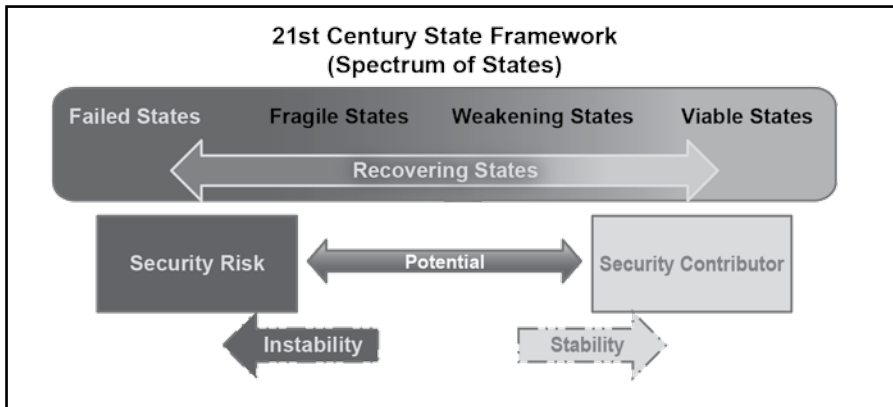 21st Century State Framework
(Spectrum of States)
Failed States Fragile States Weakening States Viable States
Recovering States
Security Risk Potential Security Contributor
Instability Stability